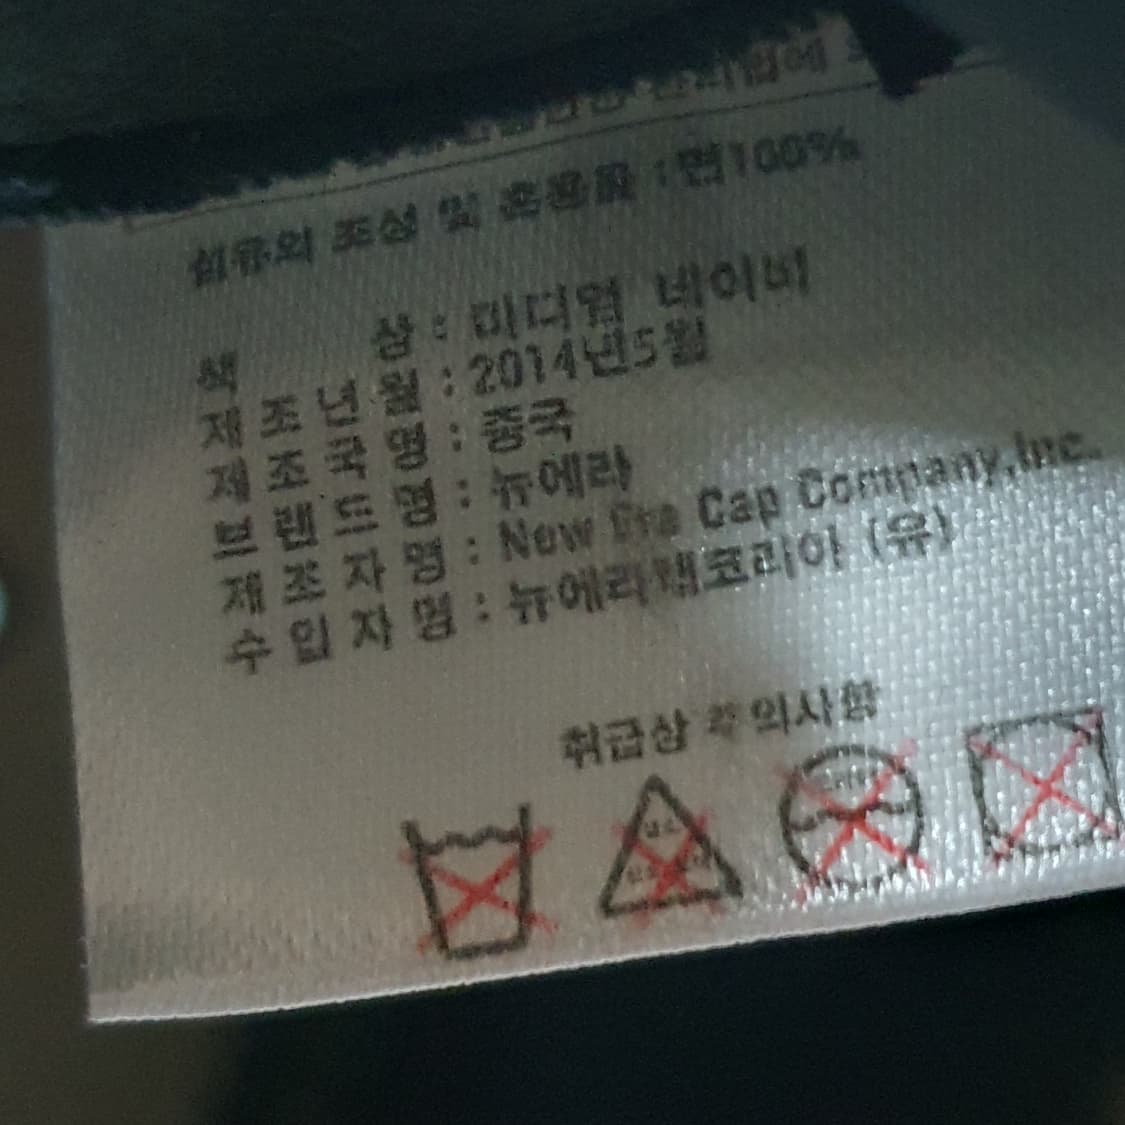 섬유의 조성 및 혼용률 : 면100%
색 상 : 미디엄 네이비
제조년월 : 2014년5월
제조국명 : 중국
브랜드명 : 뉴에라
제조자명 : New Era Cap Company,Inc.
수입자명 : 뉴에라캡코리아 (유)
취급상 주의사항